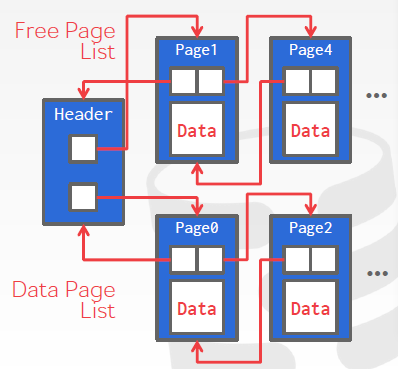 Free Page
List
Page1
Page4
Header
Data
Data
...
Page0
Page2
Data Page
List
Data
Data
...